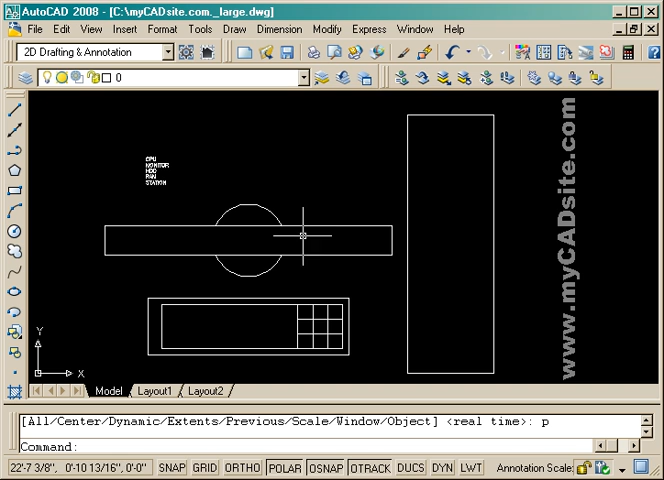 AutoCAD 2008 - [C:\myCADsite.com._large.dwg]
File Edit View Insert Format Tools Draw Dimension Modify Express Window Help
2D Drafting & Annotation
0
CPU
MONITOR
HDD
RAM
STATION
www.myCADsite.com
Y
X
Model Layout1 Layout2
[All/Center/Dynamic/Extents/Previous/Scale/Window/Object] <real time>: p
Command:
22'-7 3/8", 0'-10 13/16", 0'-0" SNAP GRID ORTHO POLAR OSNAP OTRACK DUCS DYN LWT Annotation Scale: